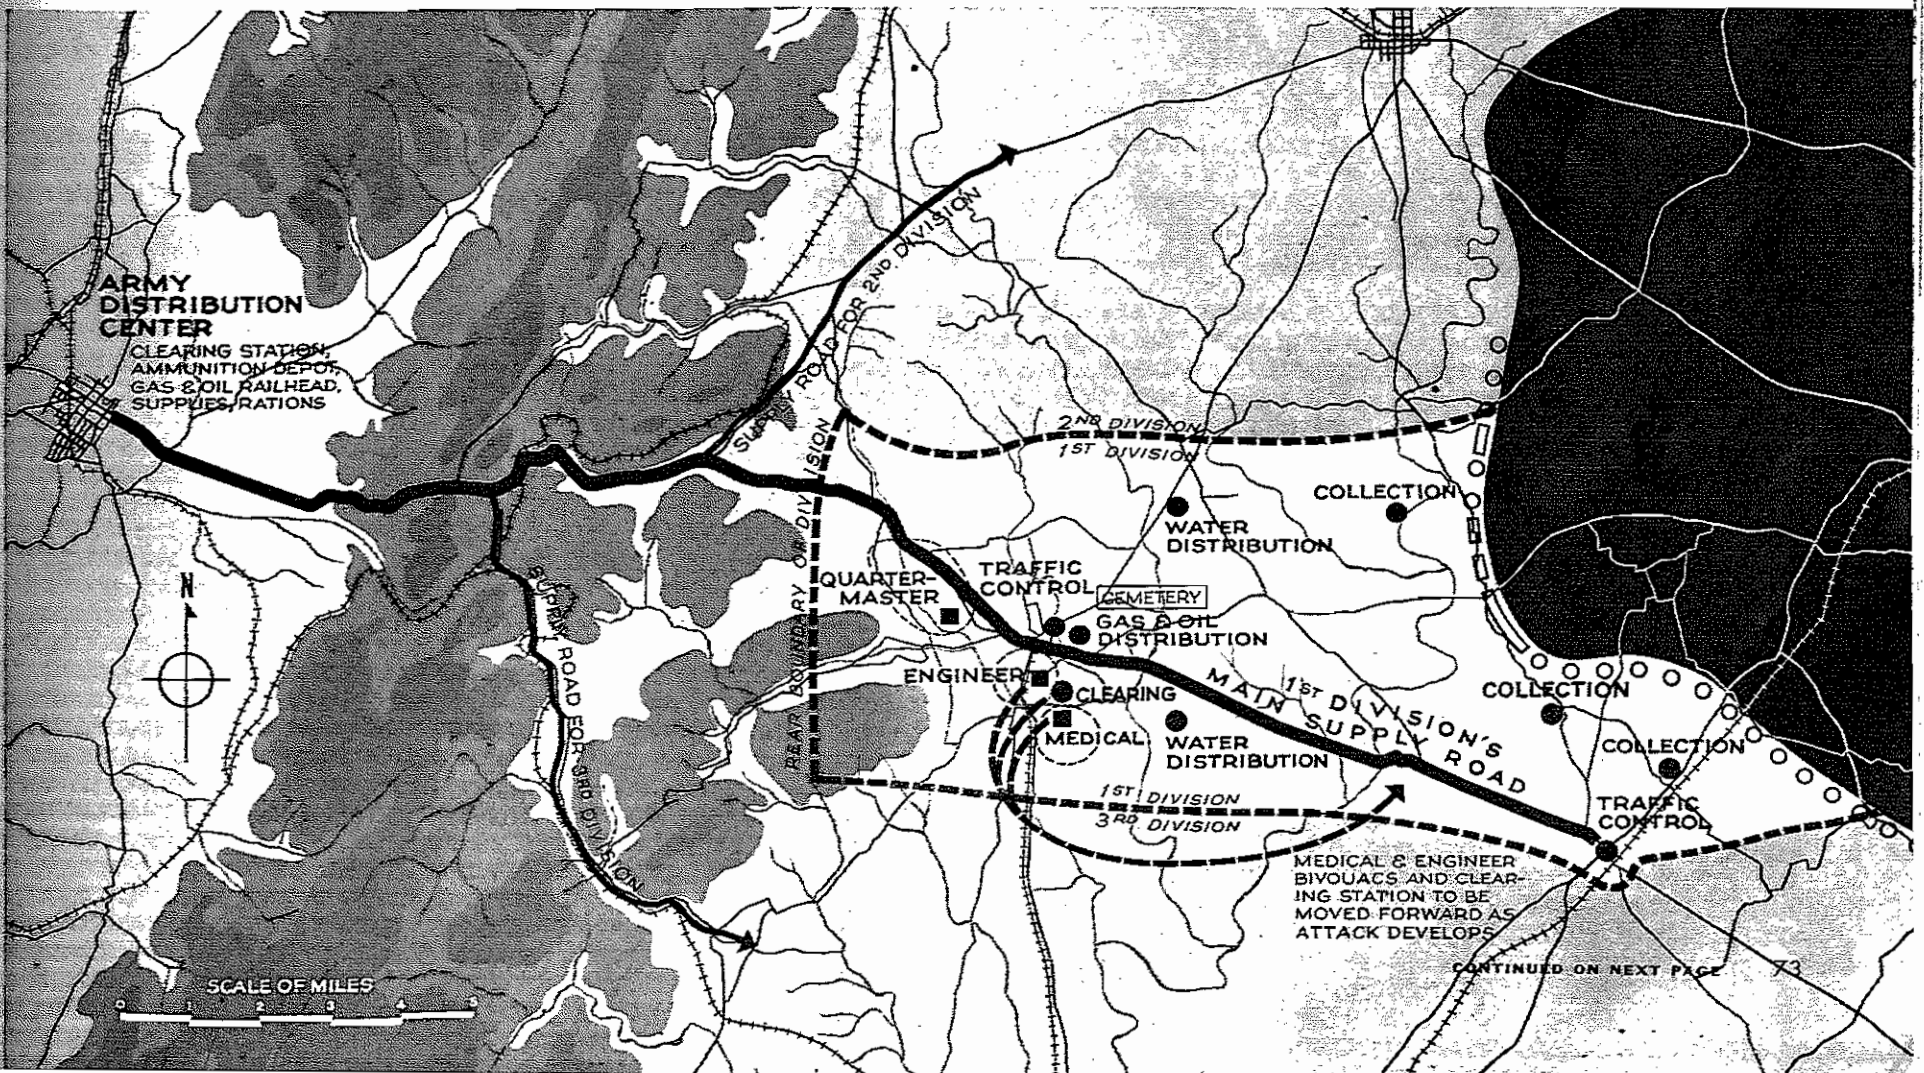 ARMY
DISTRIBUTION
CENTER
CLEARING STATION,
AMMUNITION DEPOT,
GAS & OIL RAILHEAD,
SUPPLIES, RATIONS
N
SCALE OF MILES
0 1 2 3 4 5
SUPPLY ROAD FOR 2ND DIVISION
SUPPLY ROAD FOR 3RD DIVISION
REAR BOUNDARY OF DIVISION
2ND DIVISION
1ST DIVISION
COLLECTION
WATER
DISTRIBUTION
QUARTER-
MASTER
TRAFFIC
CONTROL
CEMETERY
GAS & OIL
DISTRIBUTION
ENGINEER
CLEARING
MEDICAL
WATER
DISTRIBUTION
1ST DIVISION'S
MAIN SUPPLY ROAD
COLLECTION
COLLECTION
TRAFFIC
CONTROL
1ST DIVISION
3RD DIVISION
MEDICAL & ENGINEER
BIVOUACS AND CLEAR-
ING STATION TO BE
MOVED FORWARD AS
ATTACK DEVELOPS
CONTINUED ON NEXT PAGE 73